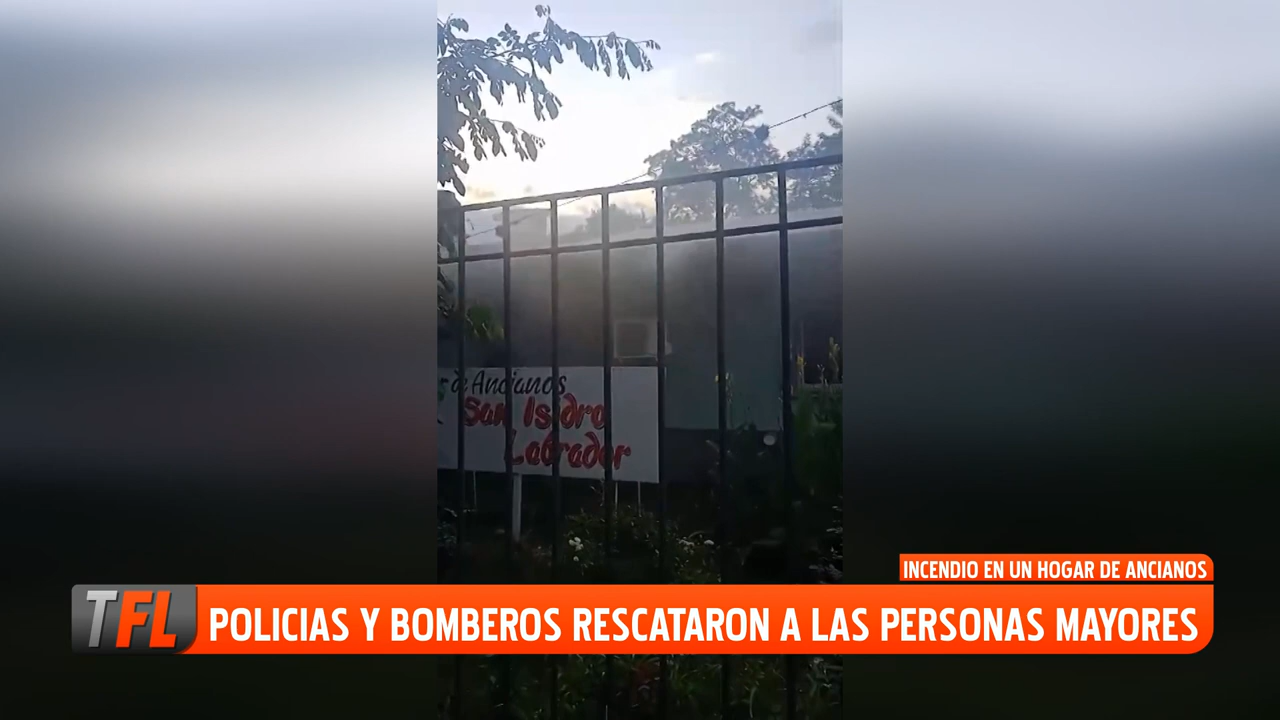 de Ancianos
San Isidro
Labrador
INCENDIO EN UN HOGAR DE ANCIANOS
TFL
POLICIAS Y BOMBEROS RESCATARON A LAS PERSONAS MAYORES